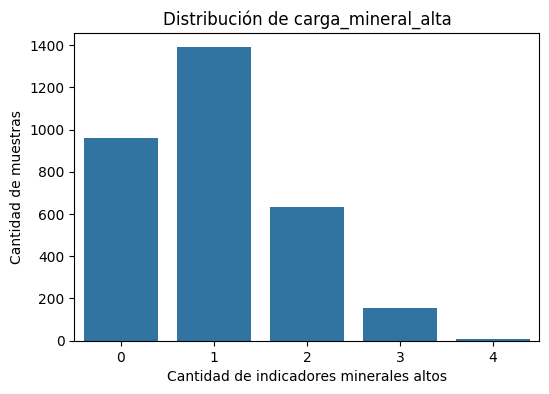 Distribución de carga_mineral_alta
Cantidad de muestras
1400
1200
1000
800
600
400
200
0
0 1 2 3 4
Cantidad de indicadores minerales altos